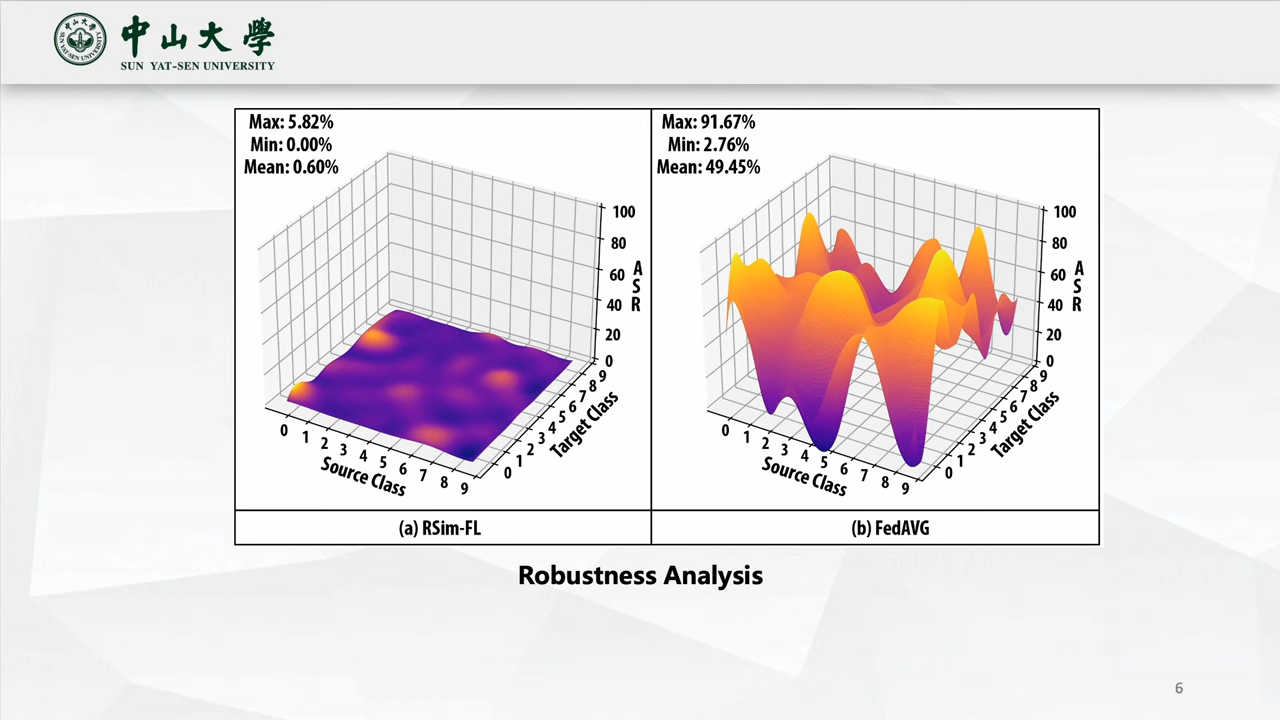 中山大學
SUN YAT-SEN UNIVERSITY
Max: 5.82%
Min: 0.00%
Mean: 0.60%
100
80
60
40
20
0
ASR
0 1 2 3 4 5 6 7 8 9
Source Class
0 1 2 3 4 5 6 7 8 9
Target Class
(a) RSim-FL
Max: 91.67%
Min: 2.76%
Mean: 49.45%
100
80
60
40
20
0
ASR
0 1 2 3 4 5 6 7 8 9
Source Class
0 1 2 3 4 5 6 7 8 9
Target Class
(b) FedAVG
Robustness Analysis
6